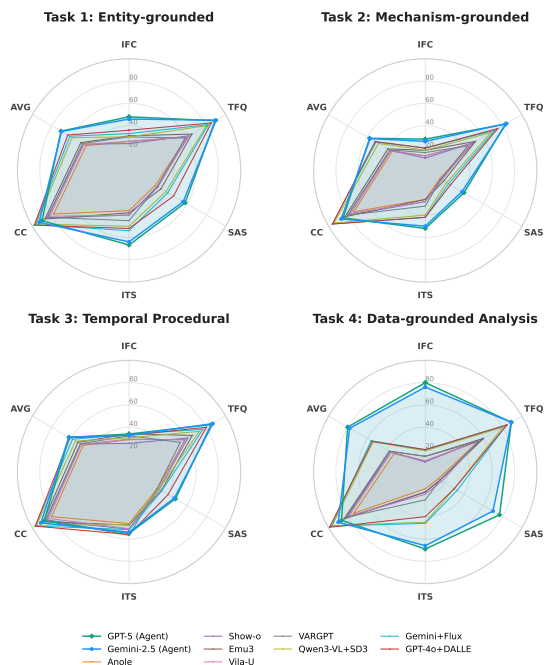 Task 1: Entity-grounded
IFC
TFQ
SAS
ITS
CC
AVG
20
40
60
80
Task 2: Mechanism-grounded
IFC
TFQ
SAS
ITS
CC
AVG
20
40
60
80
Task 3: Temporal Procedural
IFC
TFQ
SAS
ITS
CC
AVG
20
40
60
80
Task 4: Data-grounded Analysis
IFC
TFQ
SAS
ITS
CC
AVG
20
40
60
80
GPT-5 (Agent)
Gemini-2.5 (Agent)
Anole
Show-o
Emu3
Vila-U
VARGPT
Qwen3-VL+SD3
Gemini+Flux
GPT-4o+DALLE